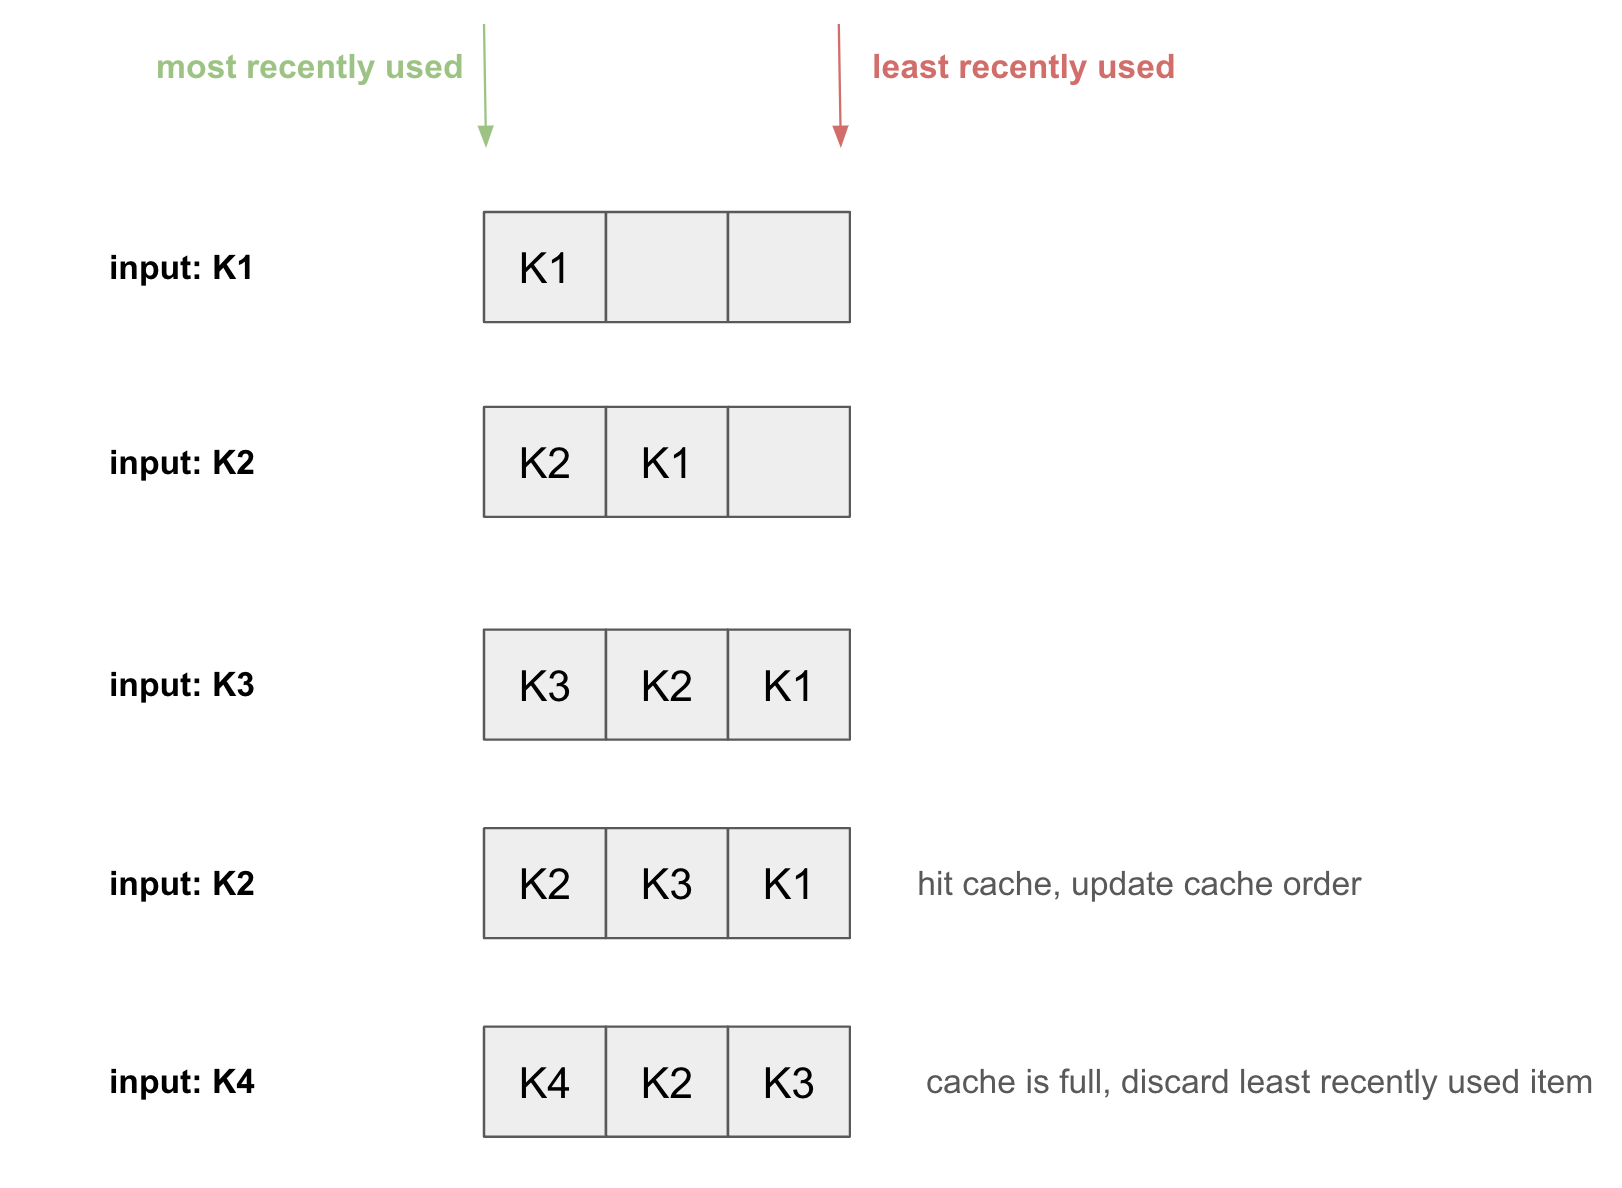 most recently used
least recently used
input: K1
K1
input: K2
K2 K1
input: K3
K3 K2 K1
input: K2
K2 K3 K1
hit cache, update cache order
input: K4
K4 K2 K3
cache is full, discard least recently used item